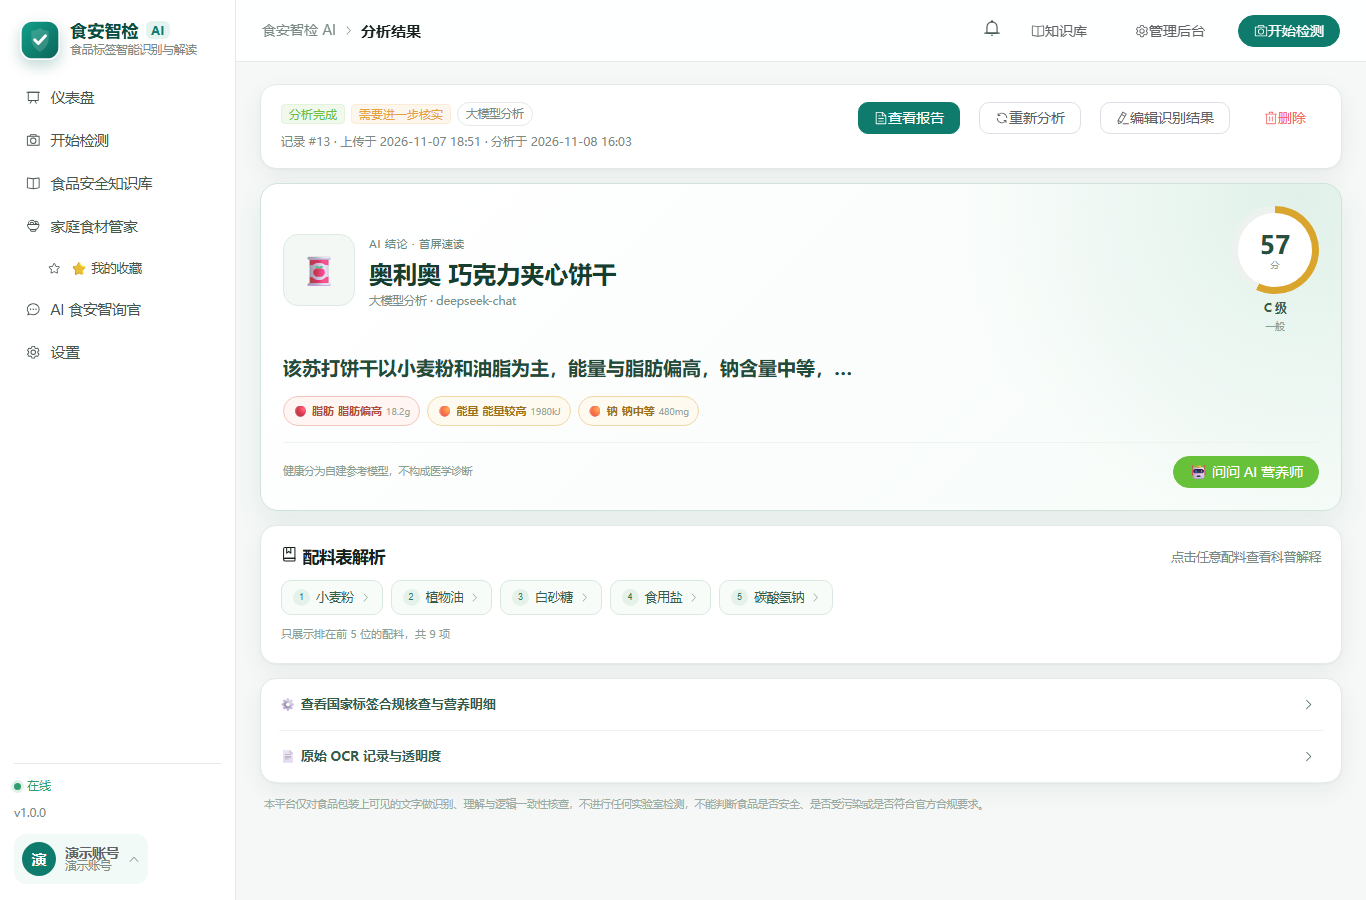 食安智检 AI
食品标签智能识别与解读
仪表盘
开始检测
食品安全知识库
家庭食材管家
我的收藏
AI 食安智询官
设置
在线
v1.0.0
演
演示账号
演示账号
食安智检 AI > 分析结果
知识库
管理后台
开始检测
分析完成 需要进一步核实 大模型分析
记录 #13 · 上传于 2026-11-07 18:51 · 分析于 2026-11-08 16:03
查看报告
重新分析
编辑识别结果
删除
AI 结论 · 首屏速读
奥利奥 巧克力夹心饼干
大模型分析 · deepseek-chat
57
分
C 级
一般
该苏打饼干以小麦粉和油脂为主，能量与脂肪偏高，钠含量中等，…
脂肪 脂肪偏高 18.2g
能量 能量较高 1980kJ
钠 钠中等 480mg
健康分为自建参考模型，不构成医学诊断
问问 AI 营养师
配料表解析
点击任意配料查看科普解释
1 小麦粉
2 植物油
3 白砂糖
4 食用盐
5 碳酸氢钠
只展示排在前 5 位的配料，共 9 项
查看国家标签合规核查与营养明细
原始 OCR 记录与透明度
本平台仅对食品包装上可见的文字做识别、理解与逻辑一致性核查，不进行任何实验室检测，不能判断食品是否安全、是否受污染或是否符合官方合规要求。